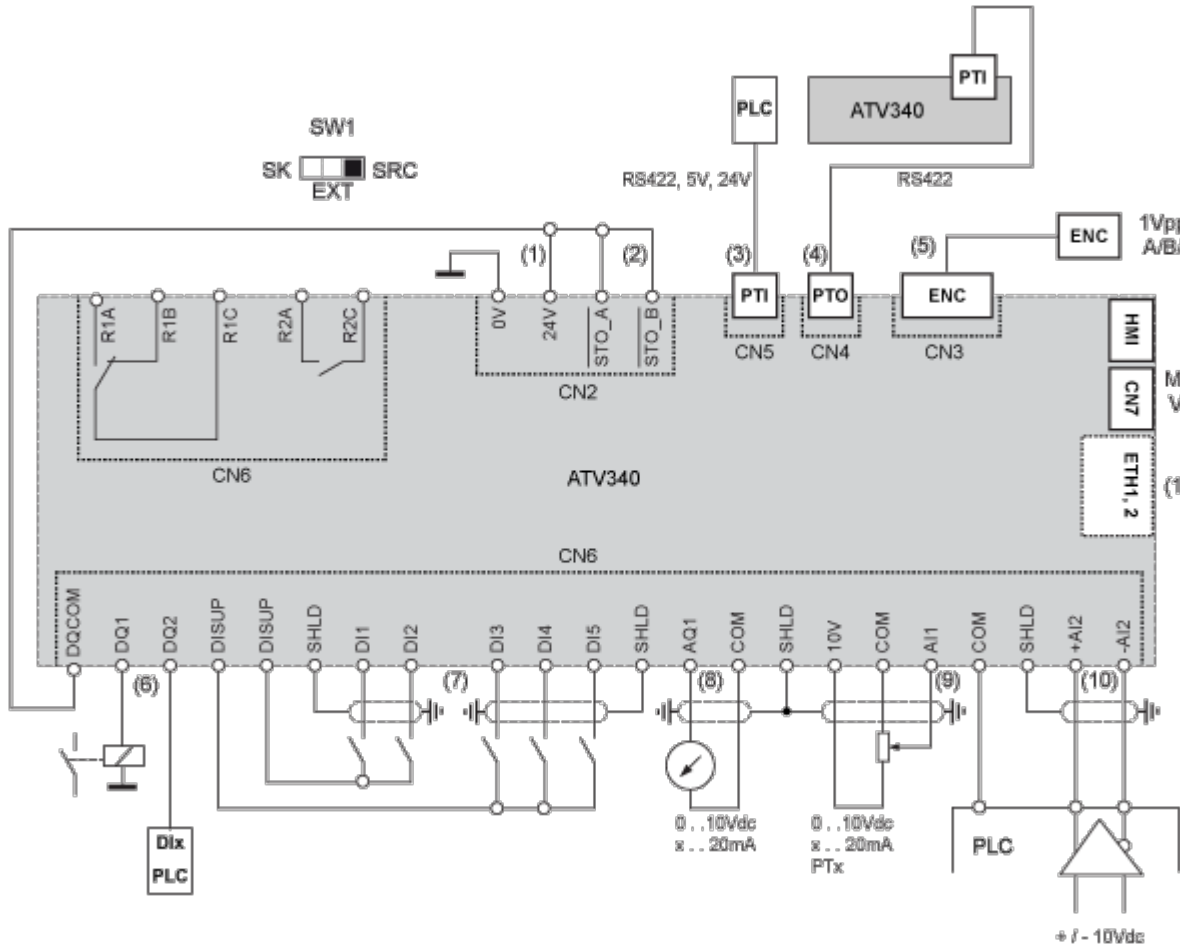 PTI
PLC
ATV340
SW1
SK
SRC
EXT
RS422, 5V, 24V
RS422
ENC
1Vpp
A/B/
(1)
(2)
(3)
(4)
(5)
R1A
R1B
R1C
R2A
R2C
0V
24V
STO_A
STO_B
PTI
PTO
ENC
HMI
CN5
CN4
CN3
CN2
CN7
M
V
CN6
ATV340
ETH1, 2
(1
CN6
DQCOM
DQ1
DQ2
DISUP
DISUP
SHLD
DI1
DI2
DI3
DI4
DI5
SHLD
AQ1
COM
SHLD
10V
COM
AI1
COM
SHLD
+AI2
-AI2
(6)
(7)
(8)
(9)
(10)
0 . . 10Vdc
x . . 20mA
0 . . 10Vdc
x . . 20mA
PTx
DIx
PLC
PLC
+ / - 10Vdc